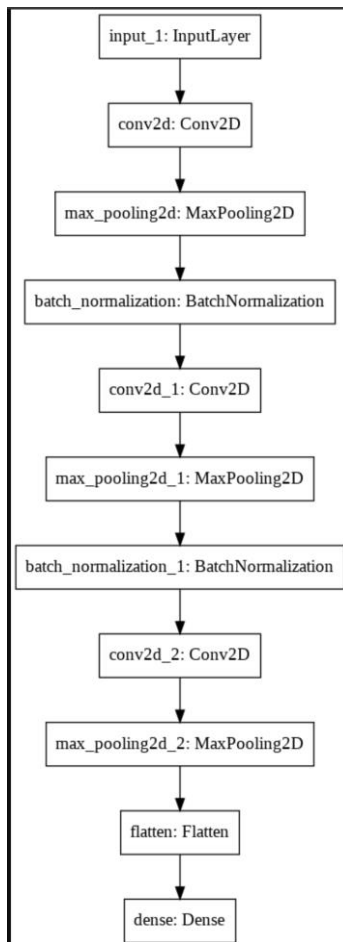 input_1: InputLayer
conv2d: Conv2D
max_pooling2d: MaxPooling2D
batch_normalization: BatchNormalization
conv2d_1: Conv2D
max_pooling2d_1: MaxPooling2D
batch_normalization_1: BatchNormalization
conv2d_2: Conv2D
max_pooling2d_2: MaxPooling2D
flatten: Flatten
dense: Dense